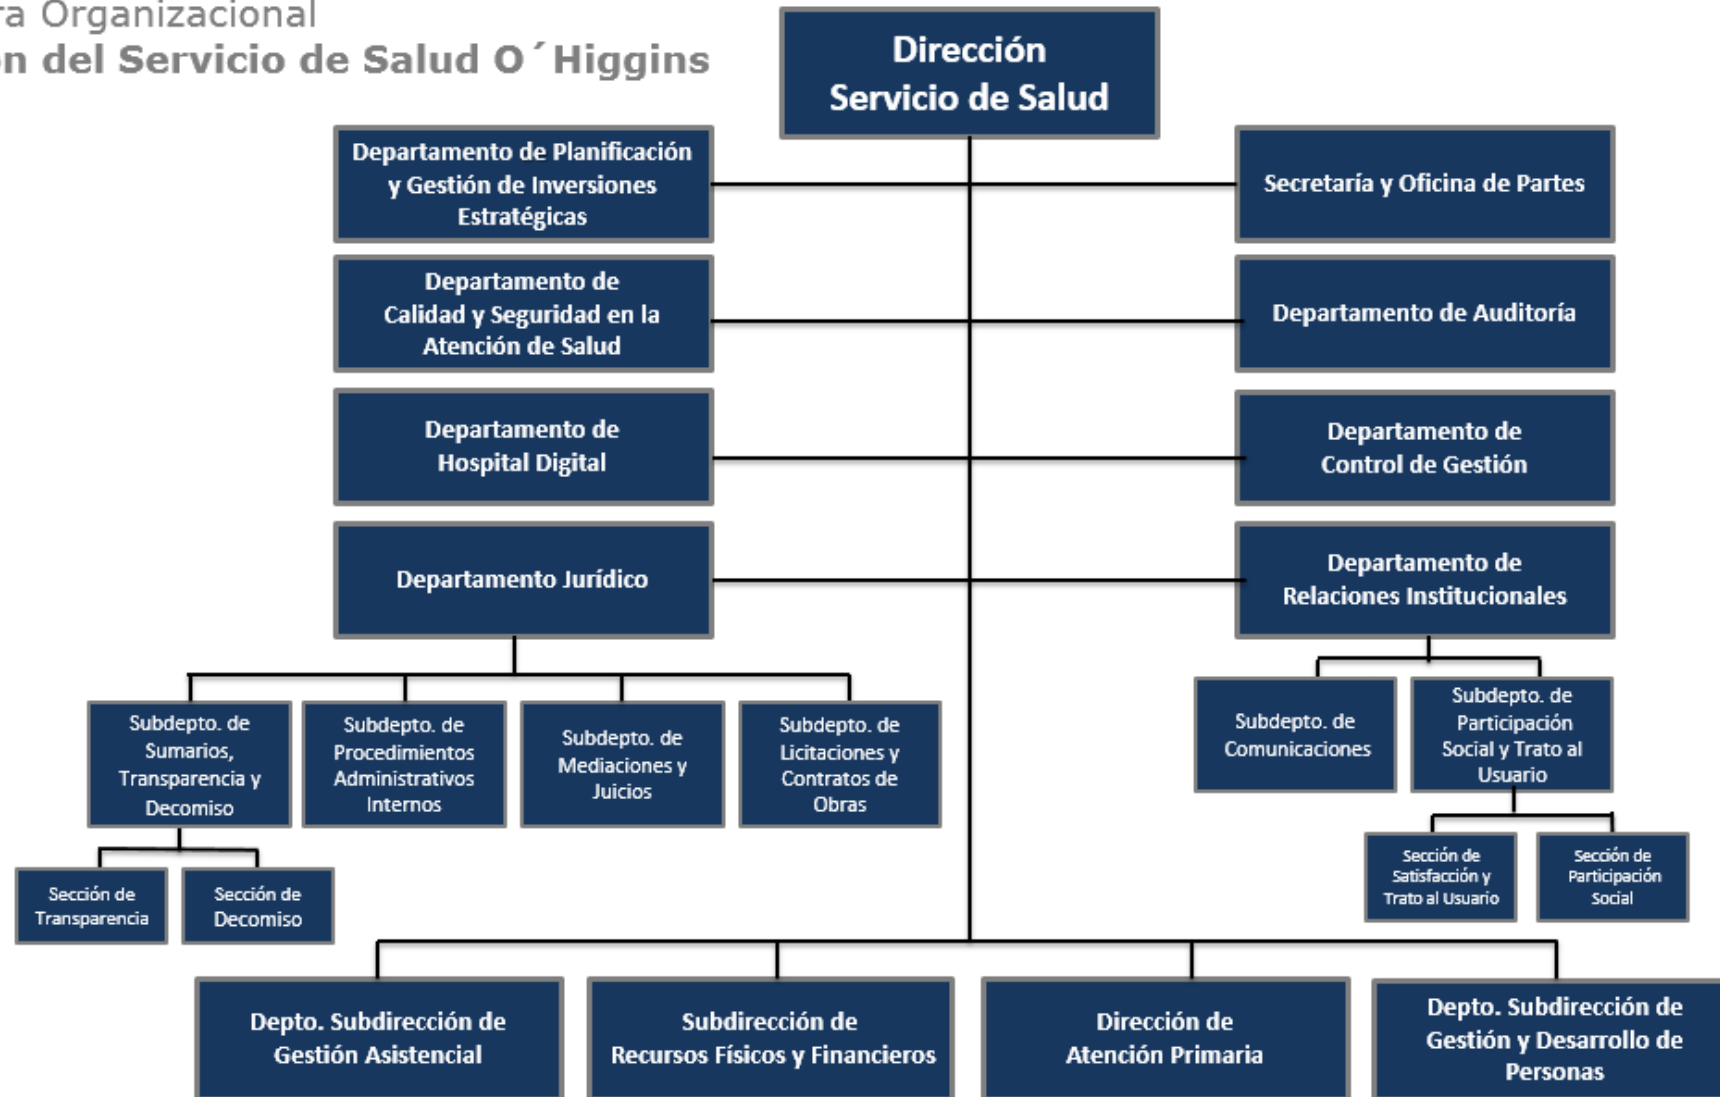 Organizacional
del Servicio de Salud O´Higgins
Dirección
Servicio de Salud
Departamento de Planificación
y Gestión de Inversiones
Estratégicas
Secretaría y Oficina de Partes
Departamento de
Calidad y Seguridad en la
Atención de Salud
Departamento de Auditoría
Departamento de
Hospital Digital
Departamento de
Control de Gestión
Departamento Jurídico
Departamento de
Relaciones Institucionales
Subdepto. de
Sumarios,
Transparencia y
Decomiso
Subdepto. de
Procedimientos
Administrativos
Internos
Subdepto. de
Mediaciones y
Juicios
Subdepto. de
Licitaciones y
Contratos de
Obras
Subdepto. de
Comunicaciones
Subdepto. de
Participación
Social y Trato al
Usuario
Sección de
Transparencia
Sección de
Decomiso
Sección de
Satisfacción y
Trato al Usuario
Sección de
Participación
Social
Depto. Subdirección de
Gestión Asistencial
Subdirección de
Recursos Físicos y Financieros
Dirección de
Atención Primaria
Depto. Subdirección de
Gestión y Desarrollo de
Personas